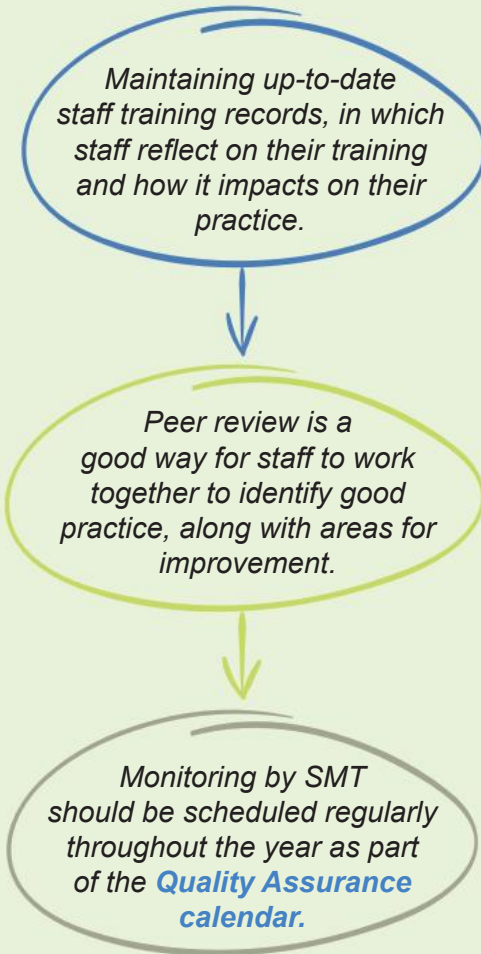 Maintaining up-to-date
staff training records, in which
staff reflect on their training
and how it impacts on their
practice.
Peer review is a
good way for staff to work
together to identify good
practice, along with areas for
improvement.
Monitoring by SMT
should be scheduled regularly
throughout the year as part
of the Quality Assurance
calendar.